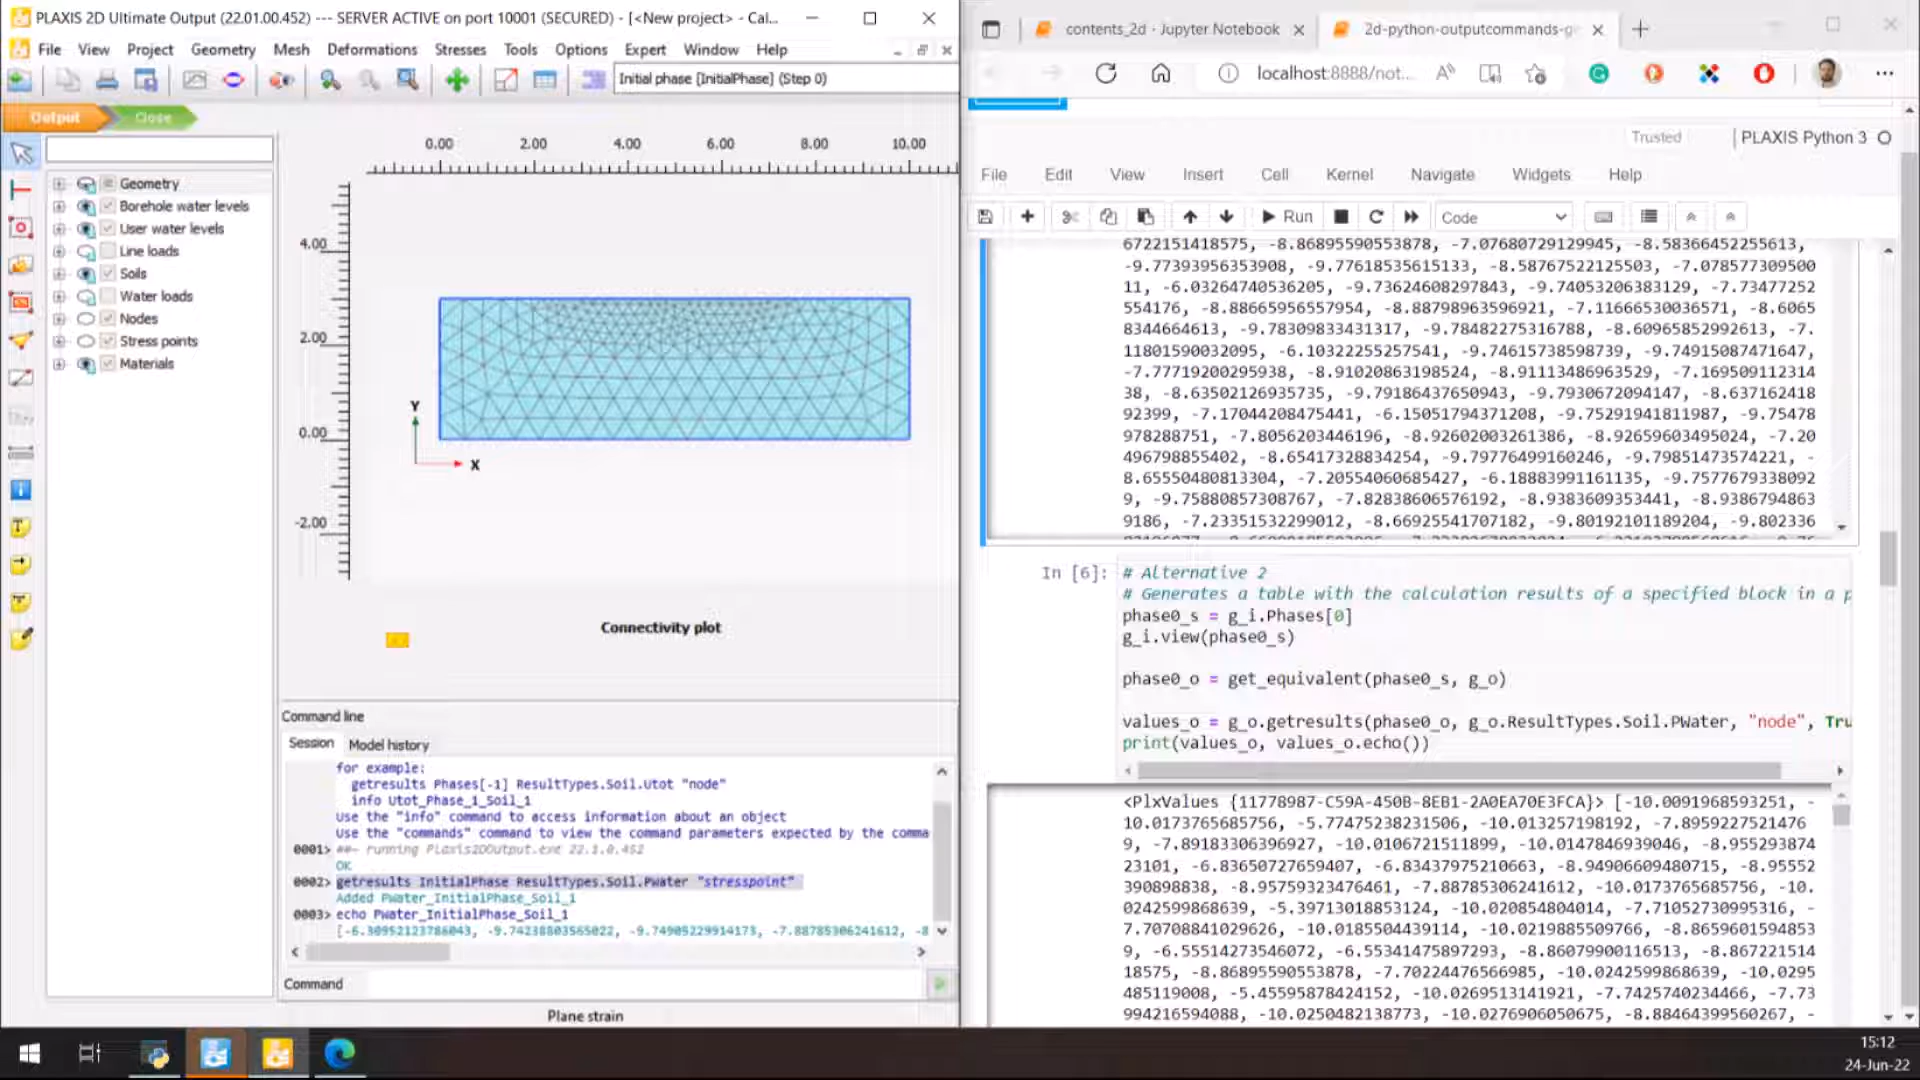 PLAXIS 2D Ultimate Output (22.01.00.452) --- SERVER ACTIVE on port 10001 (SECURED) - [<New project> - Cal...
File View Project Geometry Mesh Deformations Stresses Tools Options Expert Window Help
Initial phase [InitialPhase] (Step 0)
Output Close
Geometry
Borehole water levels
User water levels
Line loads
Soils
Water loads
Nodes
Stress points
Materials
0.00 2.00 4.00 6.00 8.00 10.00
4.00
2.00
0.00
-2.00
Y
X
Connectivity plot
Command line
Session Model history
for example:
getresults Phases[-1] ResultTypes.Soil.Utot "node"
info Utot_Phase_1_Soil_1
Use the "info" command to access information about an object
Use the "commands" command to view the command parameters expected by the comma
0001> ##- running Plaxis2DOutput.exe 22.1.0.452
OK
0002> getresults InitialPhase ResultTypes.Soil.PWater "stresspoint"
Added PWater_InitialPhase_Soil_1
0003> echo PWater_InitialPhase_Soil_1
[-6.30952123786043, -9.74238803565022, -9.74905229914173, -7.88785306241612, -8
Command
Plane strain
contents_2d - Jupyter Notebook
2d-python-outputcommands-ge
localhost:8888/not...
Trusted
PLAXIS Python 3
File Edit View Insert Cell Kernel Navigate Widgets Help
Run
Code
6722151418575, -8.86895590553878, -7.07680729129945, -8.58366452255613,
-9.77393956353908, -9.77618535615133, -8.58767522125503, -7.078577309500
11, -6.03264740536205, -9.73624608297843, -9.74053206383129, -7.73477252
554176, -8.88665956557954, -8.88798963596921, -7.11666530036571, -8.6065
8344664613, -9.78309833431317, -9.78482275316788, -8.60965852992613, -7.
11801590032095, -6.10322255257541, -9.74615738598739, -9.74915087471647,
-7.77719200295938, -8.91020863198524, -8.91113486963529, -7.169509112314
38, -8.63502126935735, -9.79186437650943, -9.7930672094147, -8.637162418
92399, -7.17044208475441, -6.15051794371208, -9.75291941811987, -9.75478
978288751, -7.8056203446196, -8.92602003261386, -8.92659603495024, -7.20
496798855402, -8.65417328834254, -9.79776499160246, -9.79851473574221, -
8.65550480813304, -7.20554060685427, -6.18883991161135, -9.7577679338092
9, -9.75880857308767, -7.82838606576192, -8.9383609353441, -8.9386794863
9186, -7.23351532299012, -8.66925541707182, -9.80192101189204, -9.802336
In [6]:
# Alternative 2
# Generates a table with the calculation results of a specified block in a p
phase0_s = g_i.Phases[0]
g_i.view(phase0_s)
phase0_o = get_equivalent(phase0_s, g_o)
values_o = g_o.getresults(phase0_o, g_o.ResultTypes.Soil.PWater, "node", Tru
print(values_o, values_o.echo())
<PlxValues {11778987-C59A-450B-8EB1-2A0EA70E3FCA}> [-10.0091968593251, -
10.0173765685756, -5.77475238231506, -10.013257198192, -7.8959227521476
9, -7.89183306396927, -10.0106721511899, -10.0147846939046, -8.955293874
23101, -6.83650727659407, -6.83437975210663, -8.94906609480715, -8.95552
390898838, -8.95759323476461, -7.88785306241612, -10.0173765685756, -10.
0242599868639, -5.39713018853124, -10.020854804014, -7.71052730995316, -
7.70708841029626, -10.0185504439114, -10.0219885509766, -8.8659601594853
9, -6.55514273546072, -6.55341475897293, -8.86079900116513, -8.867221514
18575, -8.86895590553878, -7.70224476566985, -10.0242599868639, -10.0295
485119008, -5.45595878424152, -10.0269513141921, -7.7425740234466, -7.73
994216594088, -10.0250482138773, -10.0276906050675, -8.88464399560267, -
15:12
24-Jun-22